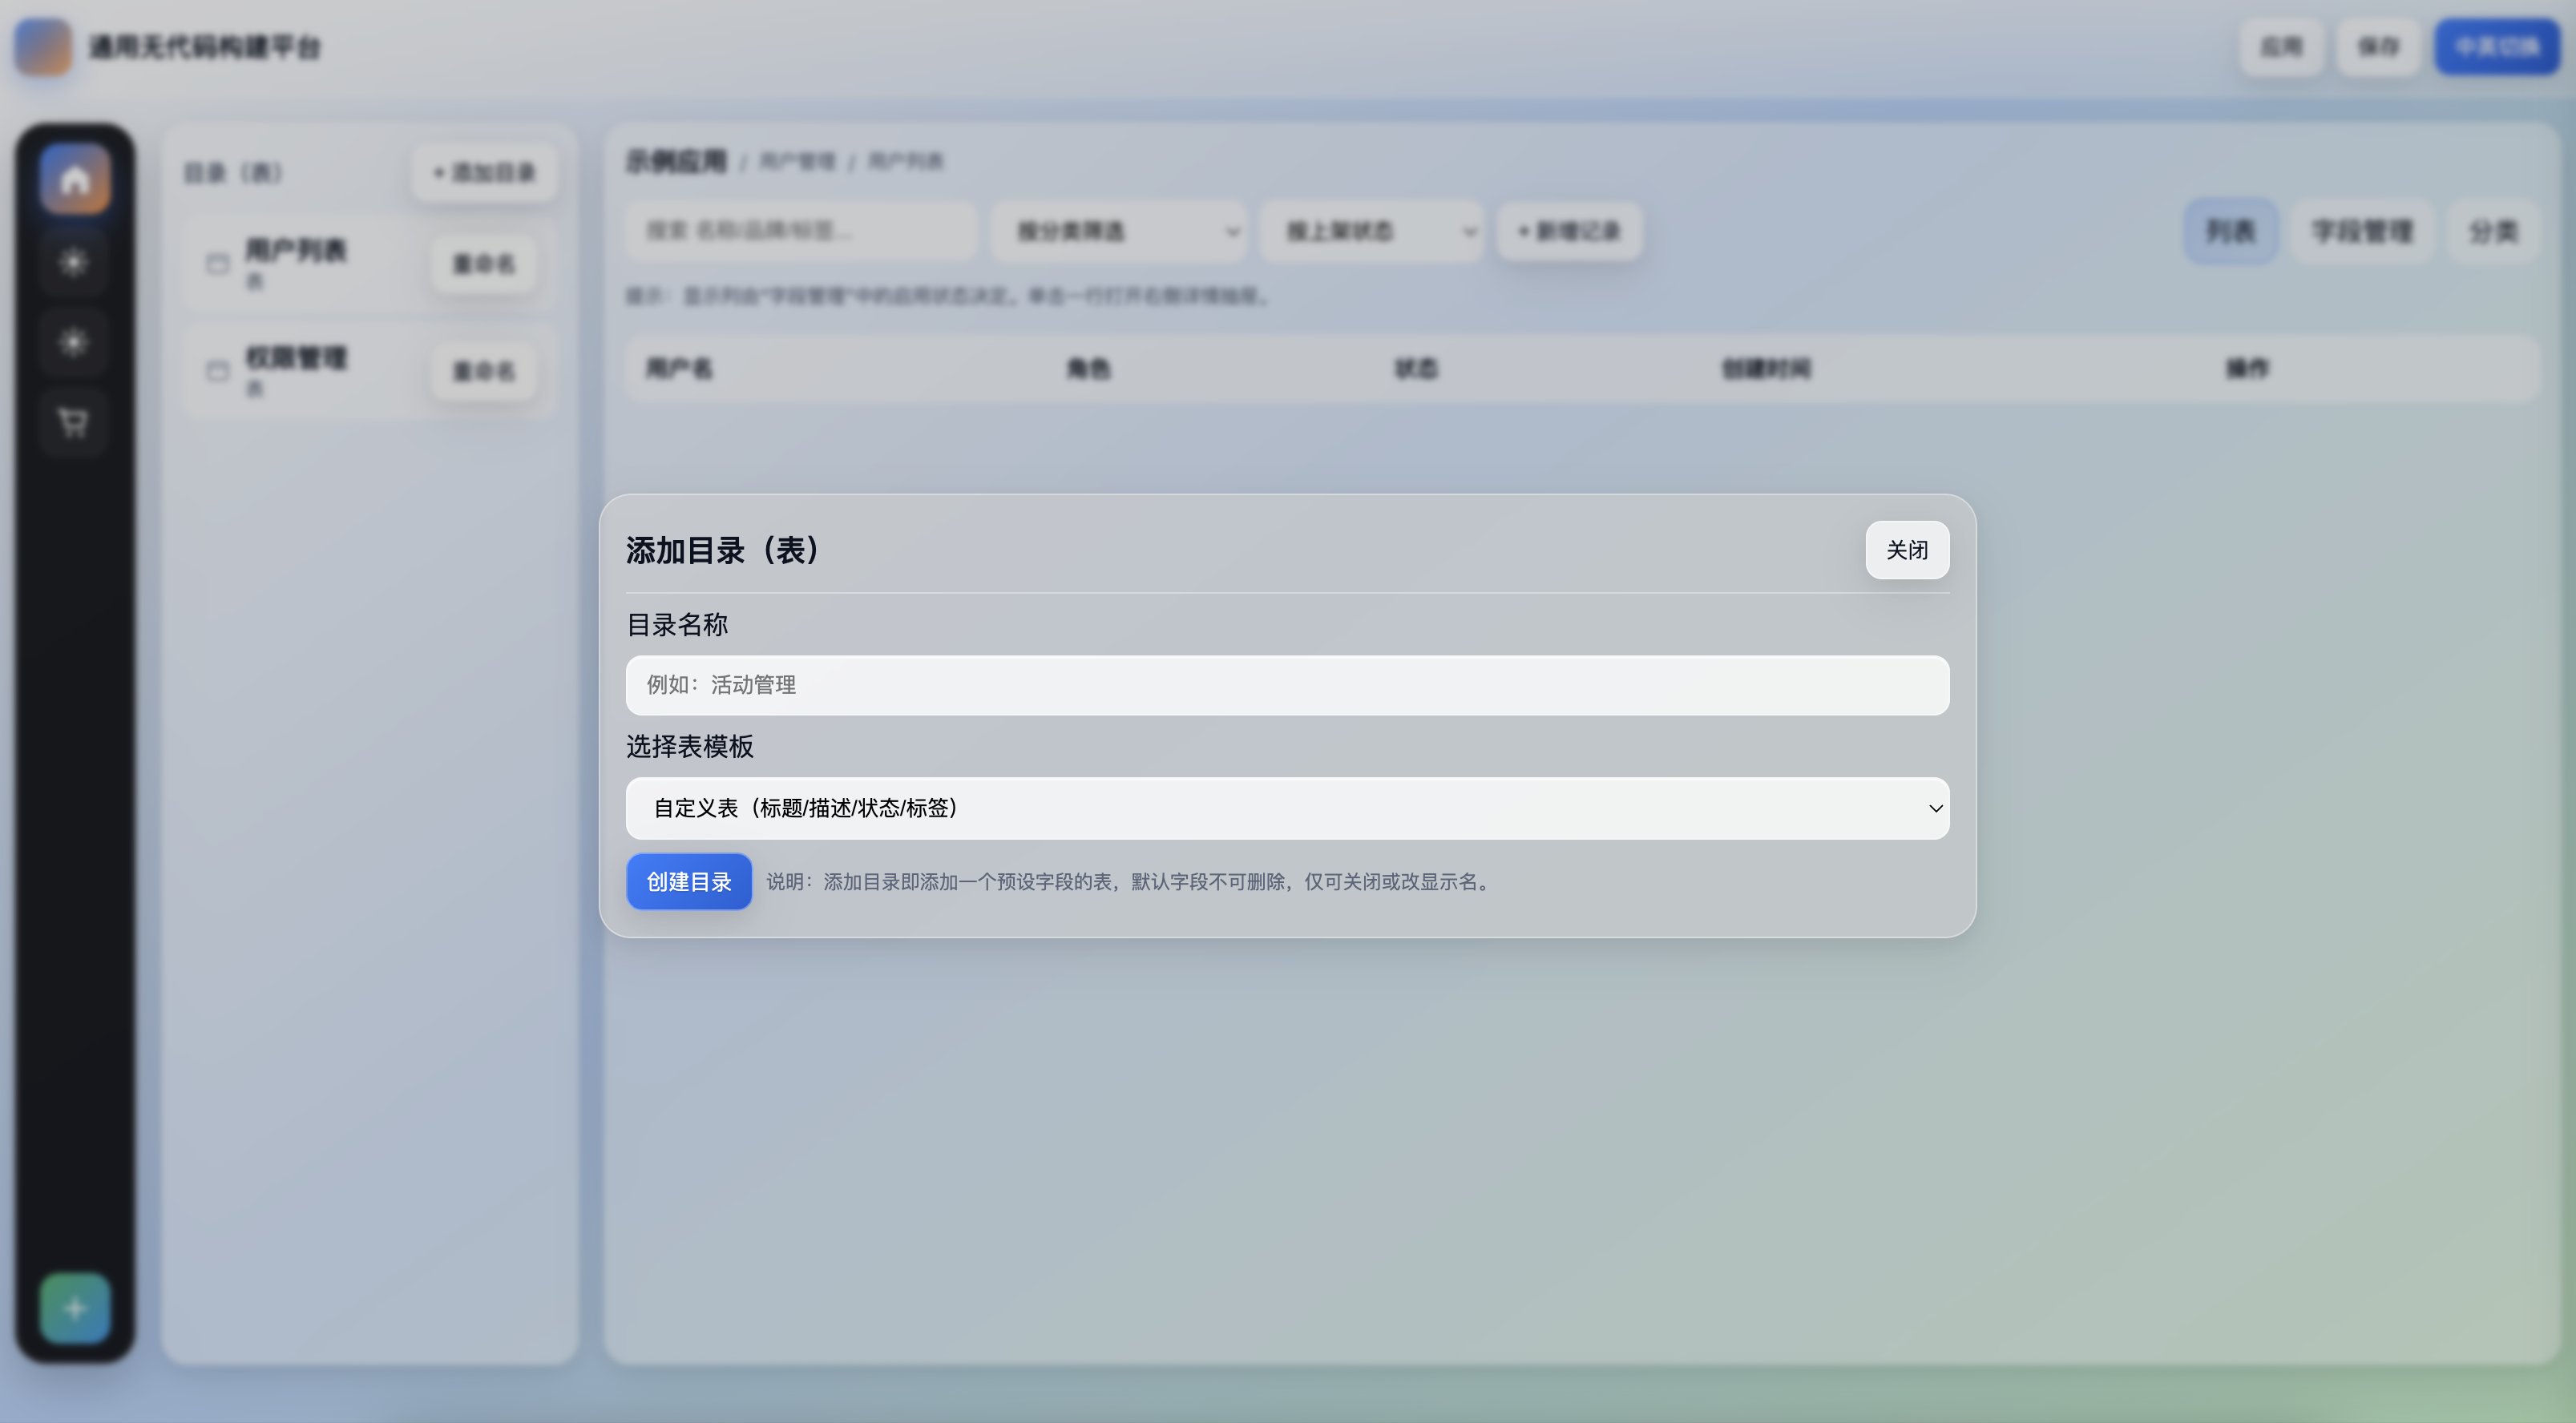 通用无代码构建平台
应用
保存
中英切换
目录（表）
+ 添加目录
用户列表
表
重命名
权限管理
表
重命名
示例应用 / 用户管理 / 用户列表
搜索 名称/品牌/标签...
按分类筛选
按上架状态
+ 新增记录
列表
字段管理
分类
提示：显示列由"字段管理"中的启用状态决定。单击一行打开右侧详情抽屉。
用户名
角色
状态
创建时间
操作
添加目录（表）
关闭
目录名称
例如：活动管理
选择表模板
自定义表（标题/描述/状态/标签）
创建目录
说明：添加目录即添加一个预设字段的表，默认字段不可删除，仅可关闭或改显示名。